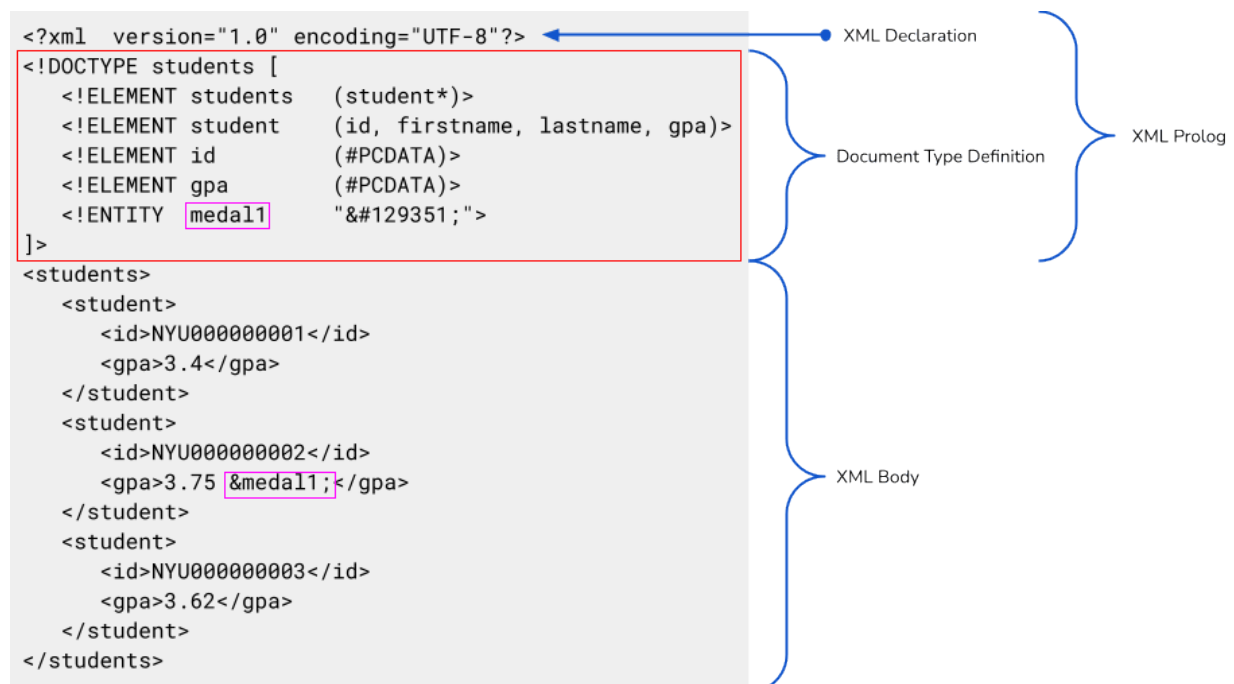 <?xml  version="1.0" encoding="UTF-8"?>
XML Declaration
<!DOCTYPE students [
   <!ELEMENT students   (student*)>
   <!ELEMENT student    (id, firstname, lastname, gpa)>
   <!ELEMENT id         (#PCDATA)>
   <!ELEMENT gpa        (#PCDATA)>
   <!ENTITY  medal1     "&#129351;">
]>
Document Type Definition
XML Prolog
<students>
   <student>
      <id>NYU000000001</id>
      <gpa>3.4</gpa>
   </student>
   <student>
      <id>NYU000000002</id>
      <gpa>3.75 &medal1;</gpa>
   </student>
   <student>
      <id>NYU000000003</id>
      <gpa>3.62</gpa>
   </student>
</students>
XML Body